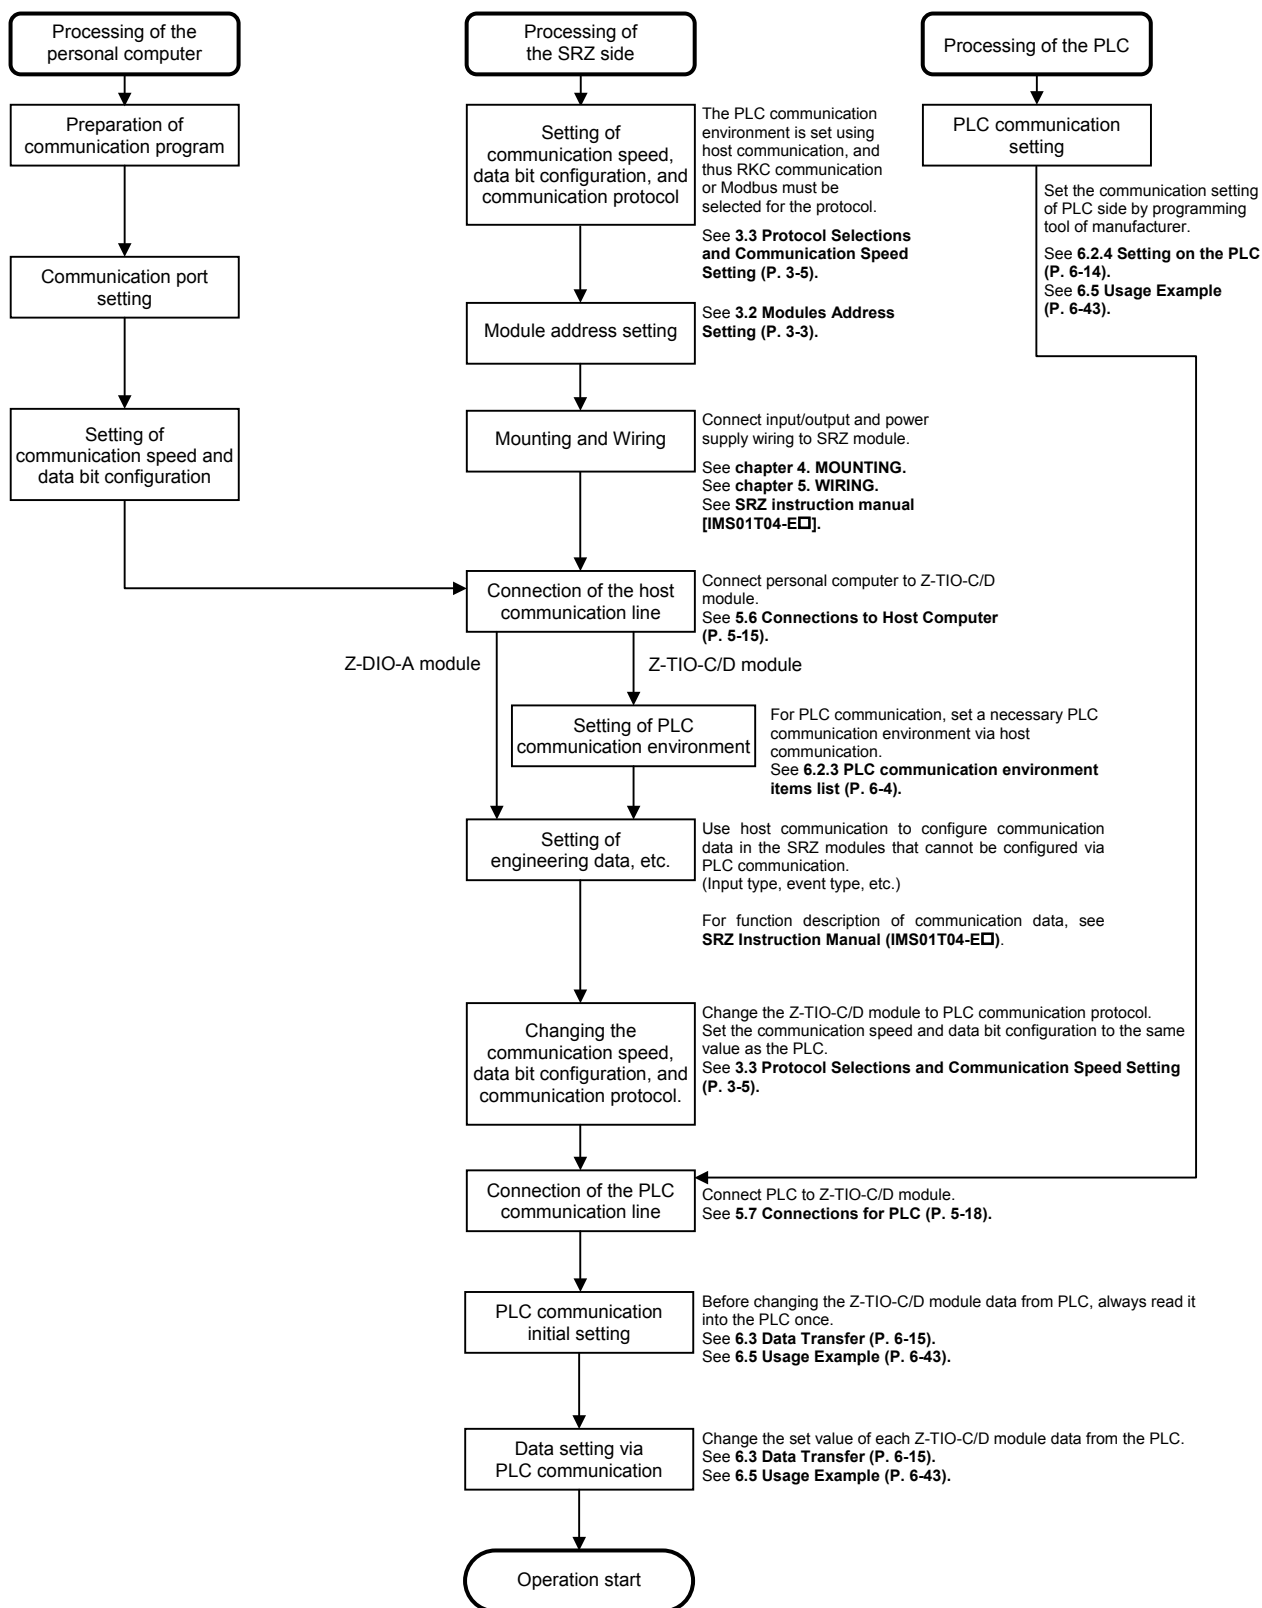 Processing of the
personal computer
Preparation of
communication program
Communication port
setting
Setting of
communication speed and
data bit configuration
Processing of
the SRZ side
Setting of
communication speed,
data bit configuration, and
communication protocol
The PLC communication
environment is set using
host communication, and
thus RKC communication
or Modbus must be
selected for the protocol.
See 3.3 Protocol Selections
and Communication Speed
Setting (P. 3-5).
Module address setting
See 3.2 Modules Address
Setting (P. 3-3).
Mounting and Wiring
Connect input/output and power
supply wiring to SRZ module.
See chapter 4. MOUNTING.
See chapter 5. WIRING.
See SRZ instruction manual
[IMS01T04-E□].
Processing of the PLC
PLC communication
setting
Set the communication setting
of PLC side by programming
tool of manufacturer.
See 6.2.4 Setting on the PLC
(P. 6-14).
See 6.5 Usage Example
(P. 6-43).
Connection of the host
communication line
Connect personal computer to Z-TIO-C/D
module.
See 5.6 Connections to Host Computer
(P. 5-15).
Z-DIO-A module
Z-TIO-C/D module
Setting of PLC
communication environment
For PLC communication, set a necessary PLC
communication environment via host
communication.
See 6.2.3 PLC communication environment
items list (P. 6-4).
Setting of
engineering data, etc.
Use host communication to configure communication
data in the SRZ modules that cannot be configured via
PLC communication.
(Input type, event type, etc.)
For function description of communication data, see
SRZ Instruction Manual (IMS01T04-E□).
Changing the
communication speed,
data bit configuration, and
communication protocol.
Change the Z-TIO-C/D module to PLC communication protocol.
Set the communication speed and data bit configuration to the same
value as the PLC.
See 3.3 Protocol Selections and Communication Speed Setting
(P. 3-5).
Connection of the PLC
communication line
Connect PLC to Z-TIO-C/D module.
See 5.7 Connections for PLC (P. 5-18).
PLC communication
initial setting
Before changing the Z-TIO-C/D module data from PLC, always read it
into the PLC once.
See 6.3 Data Transfer (P. 6-15).
See 6.5 Usage Example (P. 6-43).
Data setting via
PLC communication
Change the set value of each Z-TIO-C/D module data from the PLC.
See 6.3 Data Transfer (P. 6-15).
See 6.5 Usage Example (P. 6-43).
Operation start